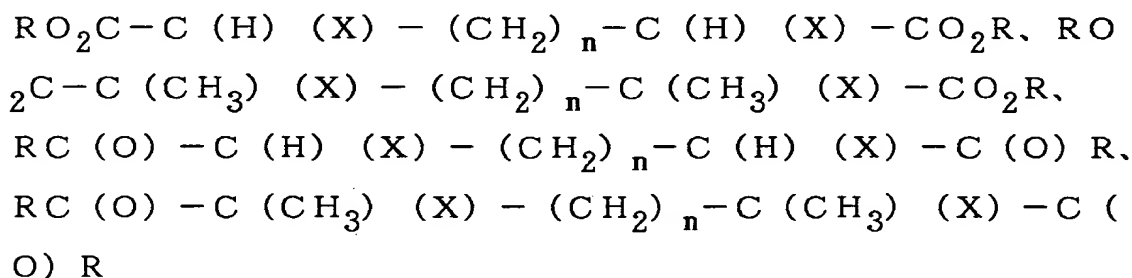 RO₂C－C（H）（X）－（CH₂）ₙ－C（H）（X）－CO₂R、RO
₂C－C（CH₃）（X）－（CH₂）ₙ－C（CH₃）（X）－CO₂R、
RC（O）－C（H）（X）－（CH₂）ₙ－C（H）（X）－C（O）R、
RC（O）－C（CH₃）（X）－（CH₂）ₙ－C（CH₃）（X）－C（
O）R